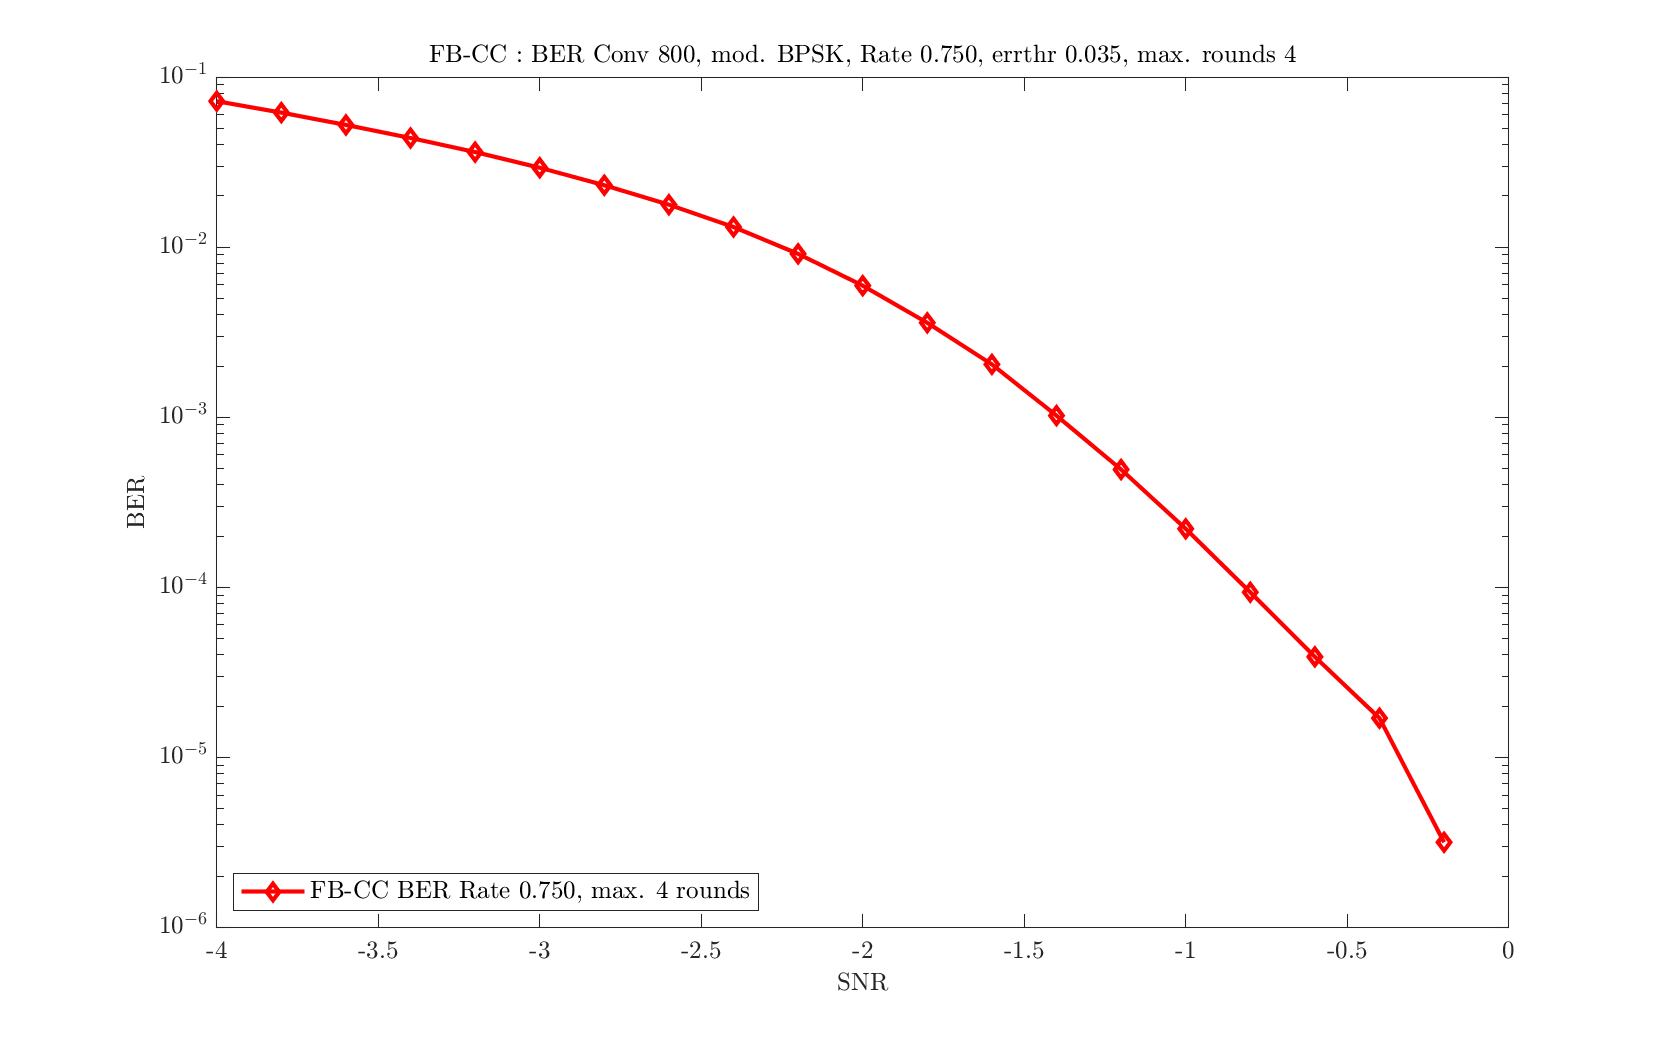 FB-CC : BER Conv 800, mod. BPSK, Rate 0.750, errthr 0.035, max. rounds 4
10⁻¹
10⁻²
10⁻³
10⁻⁴
10⁻⁵
10⁻⁶
BER
FB-CC BER Rate 0.750, max. 4 rounds
-4 -3.5 -3 -2.5 -2 -1.5 -1 -0.5 0
SNR